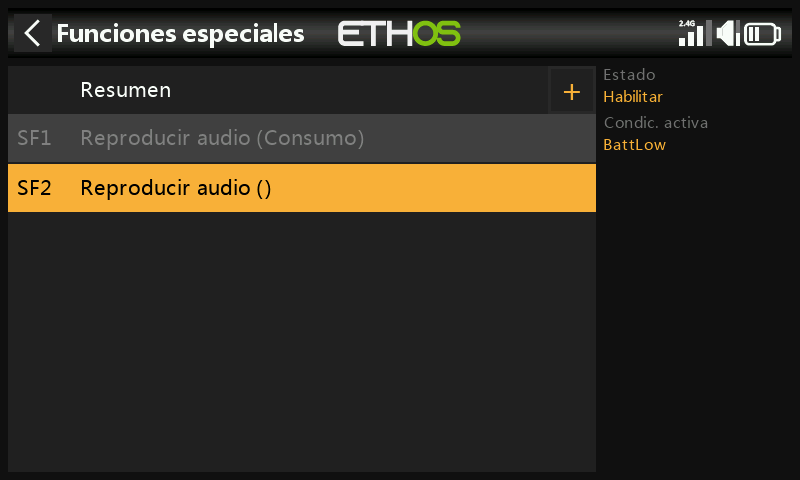 Funciones especiales
ETHOS
2.4G
Resumen
+
SF1 Reproducir audio (Consumo)
SF2 Reproducir audio ()
Estado
Habilitar
Condic. activa
BattLow